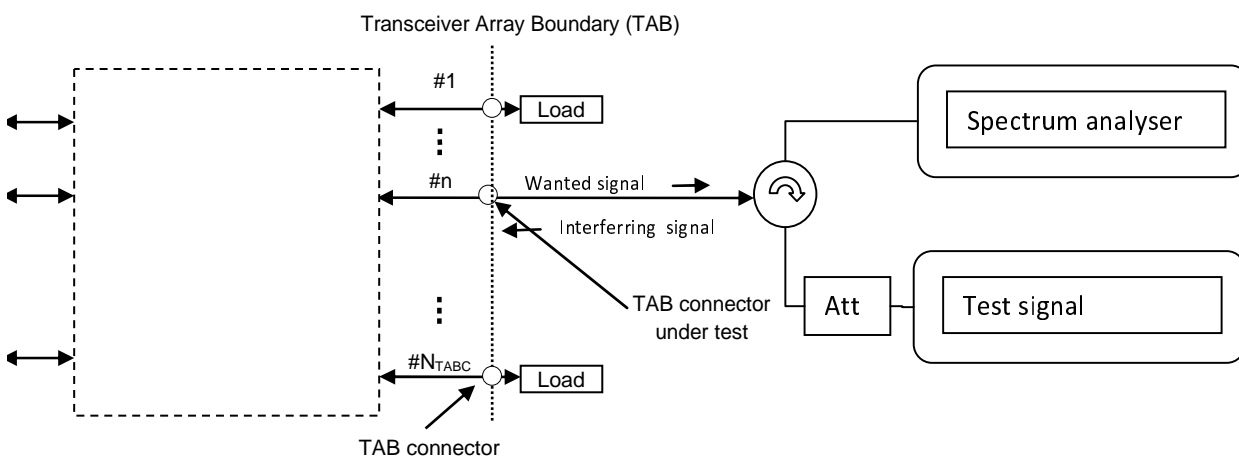 Transceiver Array Boundary (TAB)
#1
Load
Spectrum analyser
#n
Wanted signal
Interferring signal
TAB connector
under test
Att
Test signal
#NTABC
Load
TAB connector